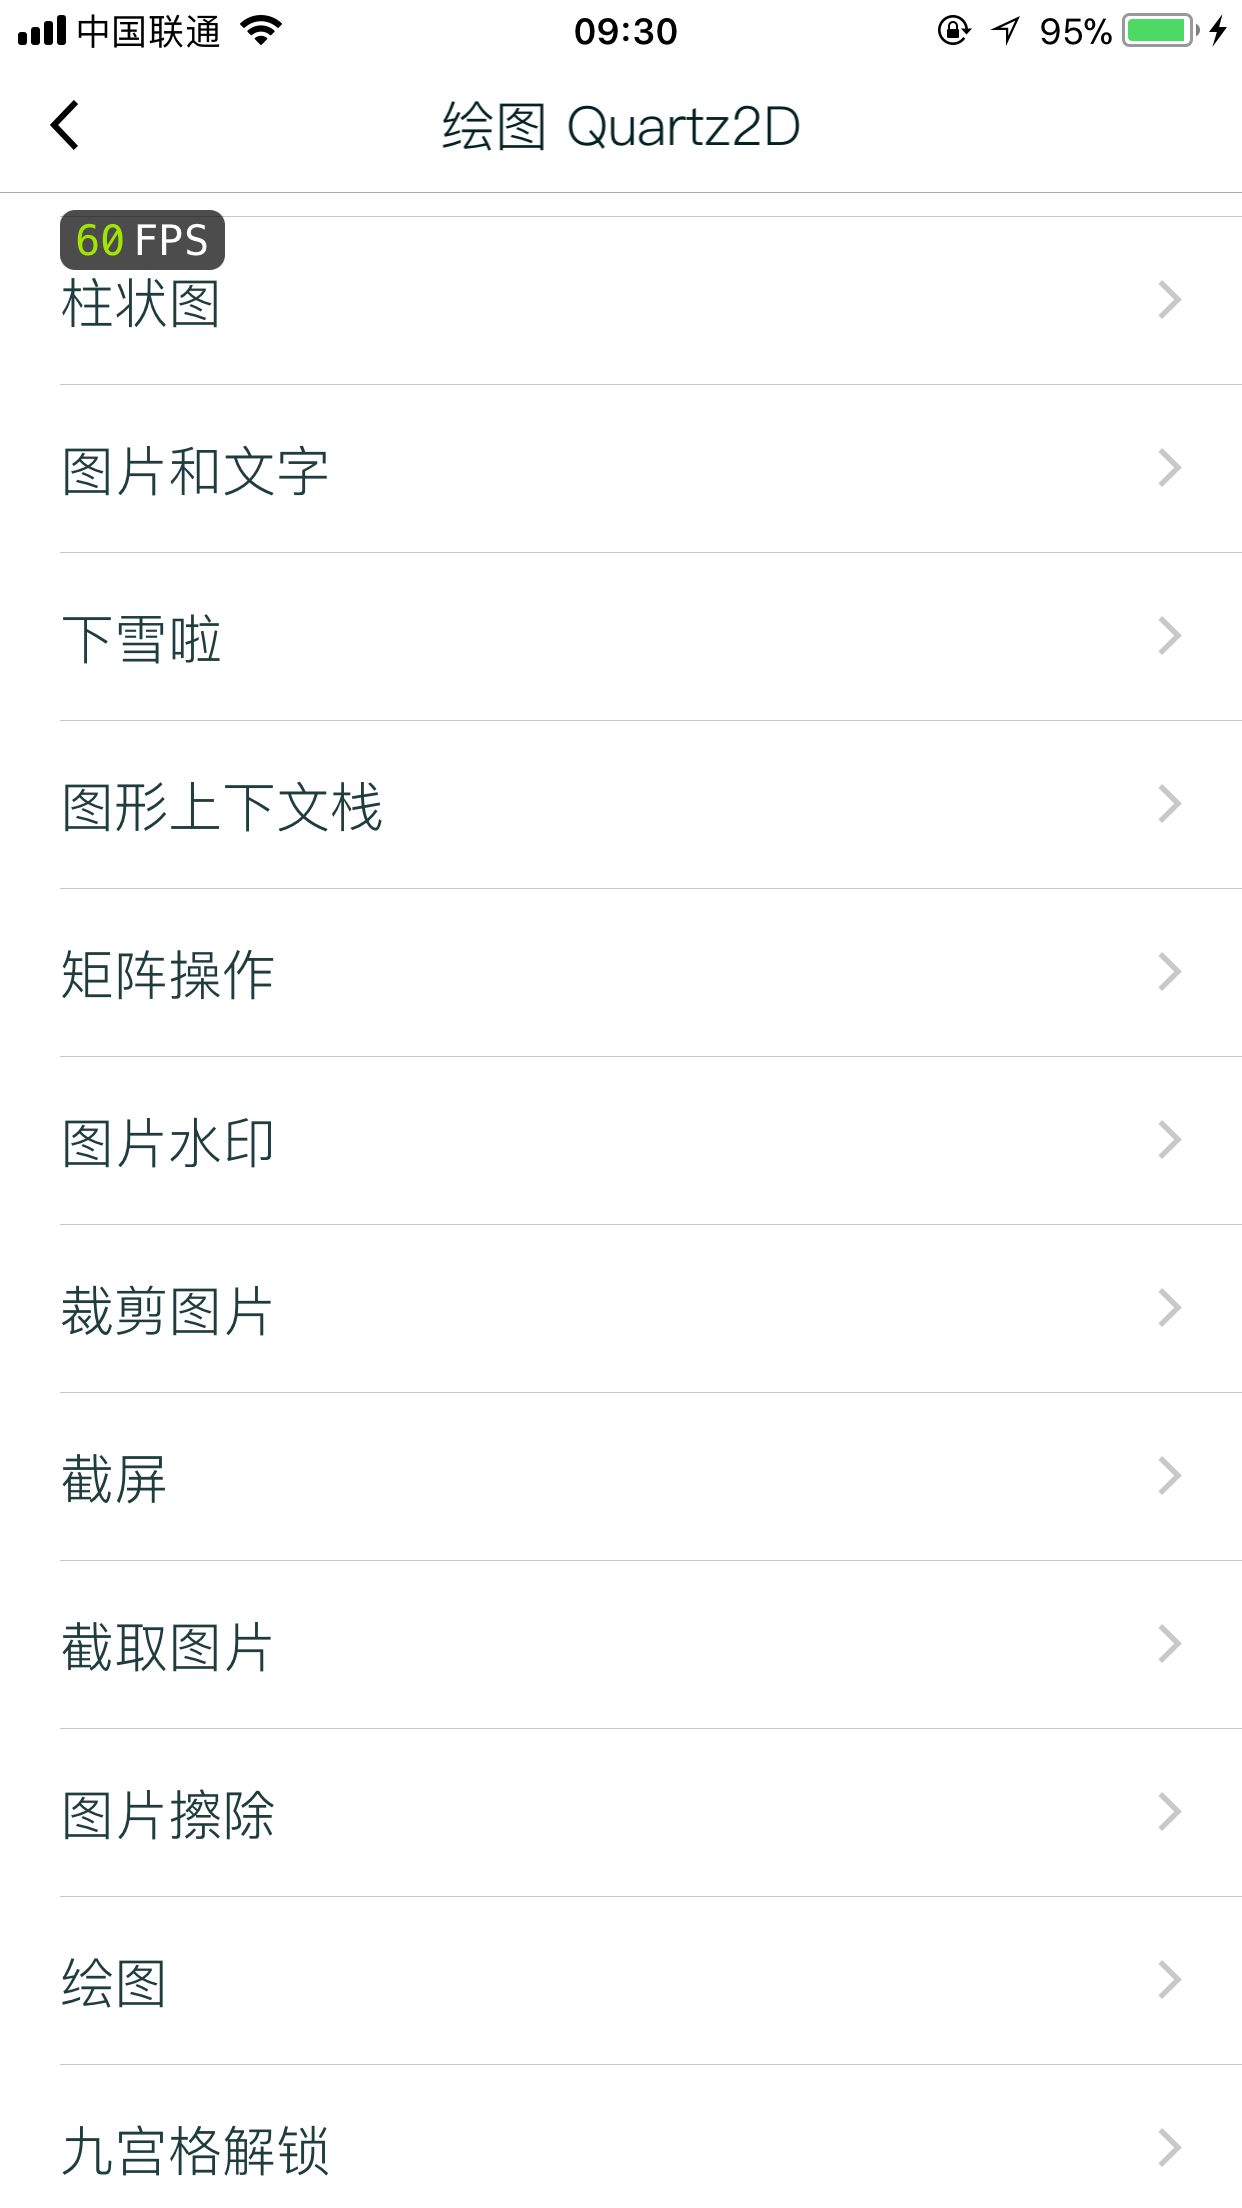 中国联通 09:30 95%
绘图 Quartz2D
60 FPS
柱状图
图片和文字
下雪啦
图形上下文栈
矩阵操作
图片水印
裁剪图片
截屏
截取图片
图片擦除
绘图
九宫格解锁